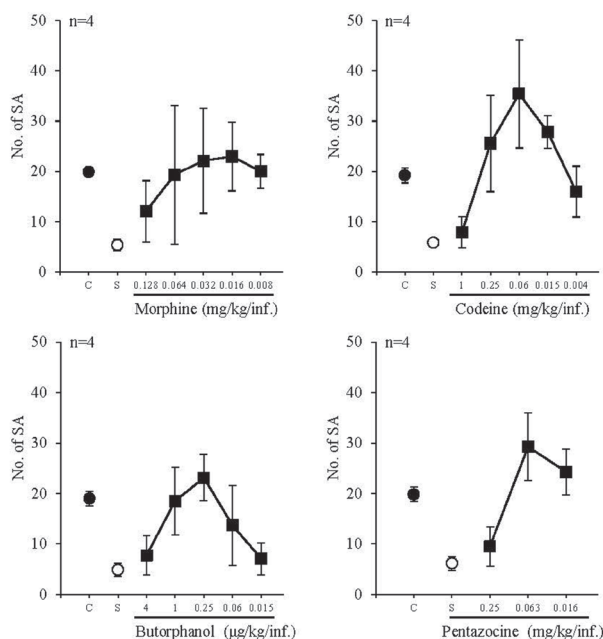 50
n=4
40
30
No. of SA
20
10
0
C S 0.128 0.064 0.032 0.016 0.008
Morphine (mg/kg/inf.)
50
n=4
40
30
No. of SA
20
10
0
C S 1 0.25 0.06 0.015 0.004
Codeine (mg/kg/inf.)
50
n=4
40
30
No. of SA
20
10
0
C S 4 1 0.25 0.06 0.015
Butorphanol (µg/kg/inf.)
50
n=4
40
30
No. of SA
20
10
0
C S 0.25 0.063 0.016
Pentazocine (mg/kg/inf.)